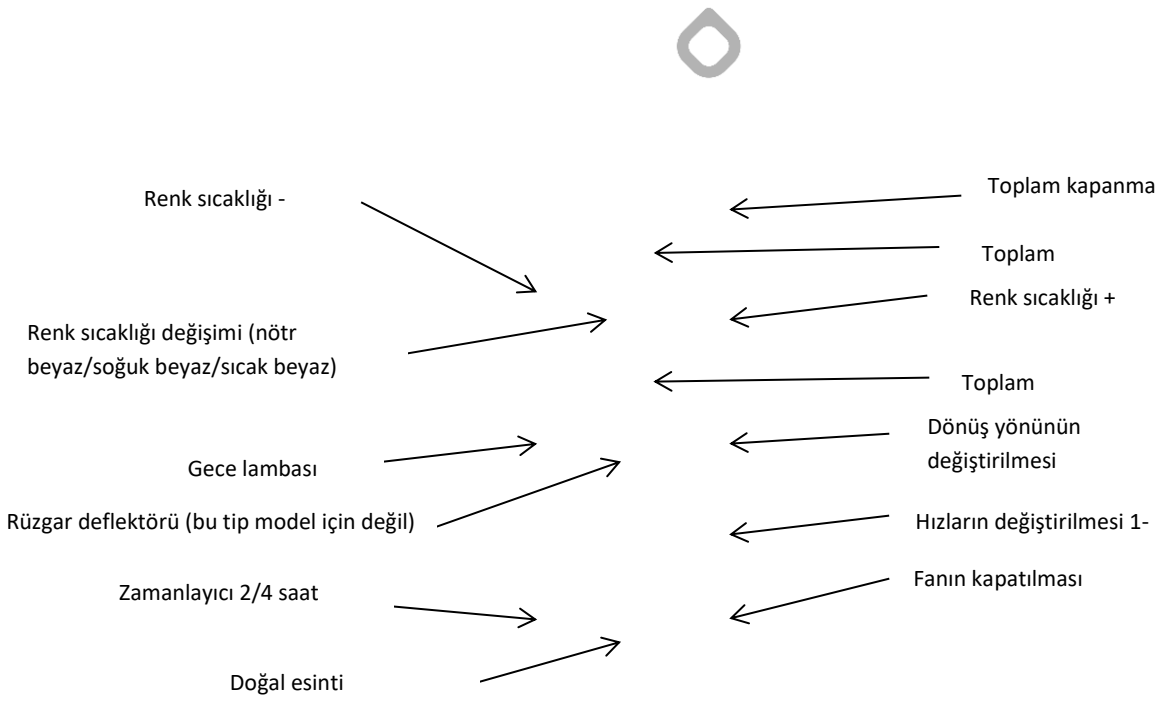 Renk sıcaklığı -
Renk sıcaklığı değişimi (nötr
beyaz/soğuk beyaz/sıcak beyaz)
Gece lambası
Rüzgar deflektörü (bu tip model için değil)
Zamanlayıcı 2/4 saat
Doğal esinti
Toplam kapanma
Toplam
Renk sıcaklığı +
Toplam
Dönüş yönünün
değiştirilmesi
Hızların değiştirilmesi 1-
Fanın kapatılması